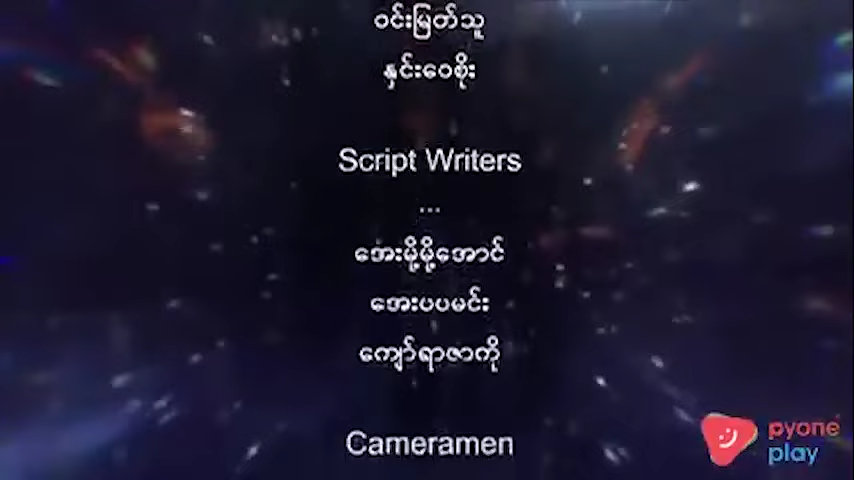 ဝင်းမြတ်သူ
နှင်းဝေစိုး
Script Writers
...
အေးမို့မို့အောင်
အေးပပမင်း
ကျော်ရာဇာကို
Cameramen
pyone
play